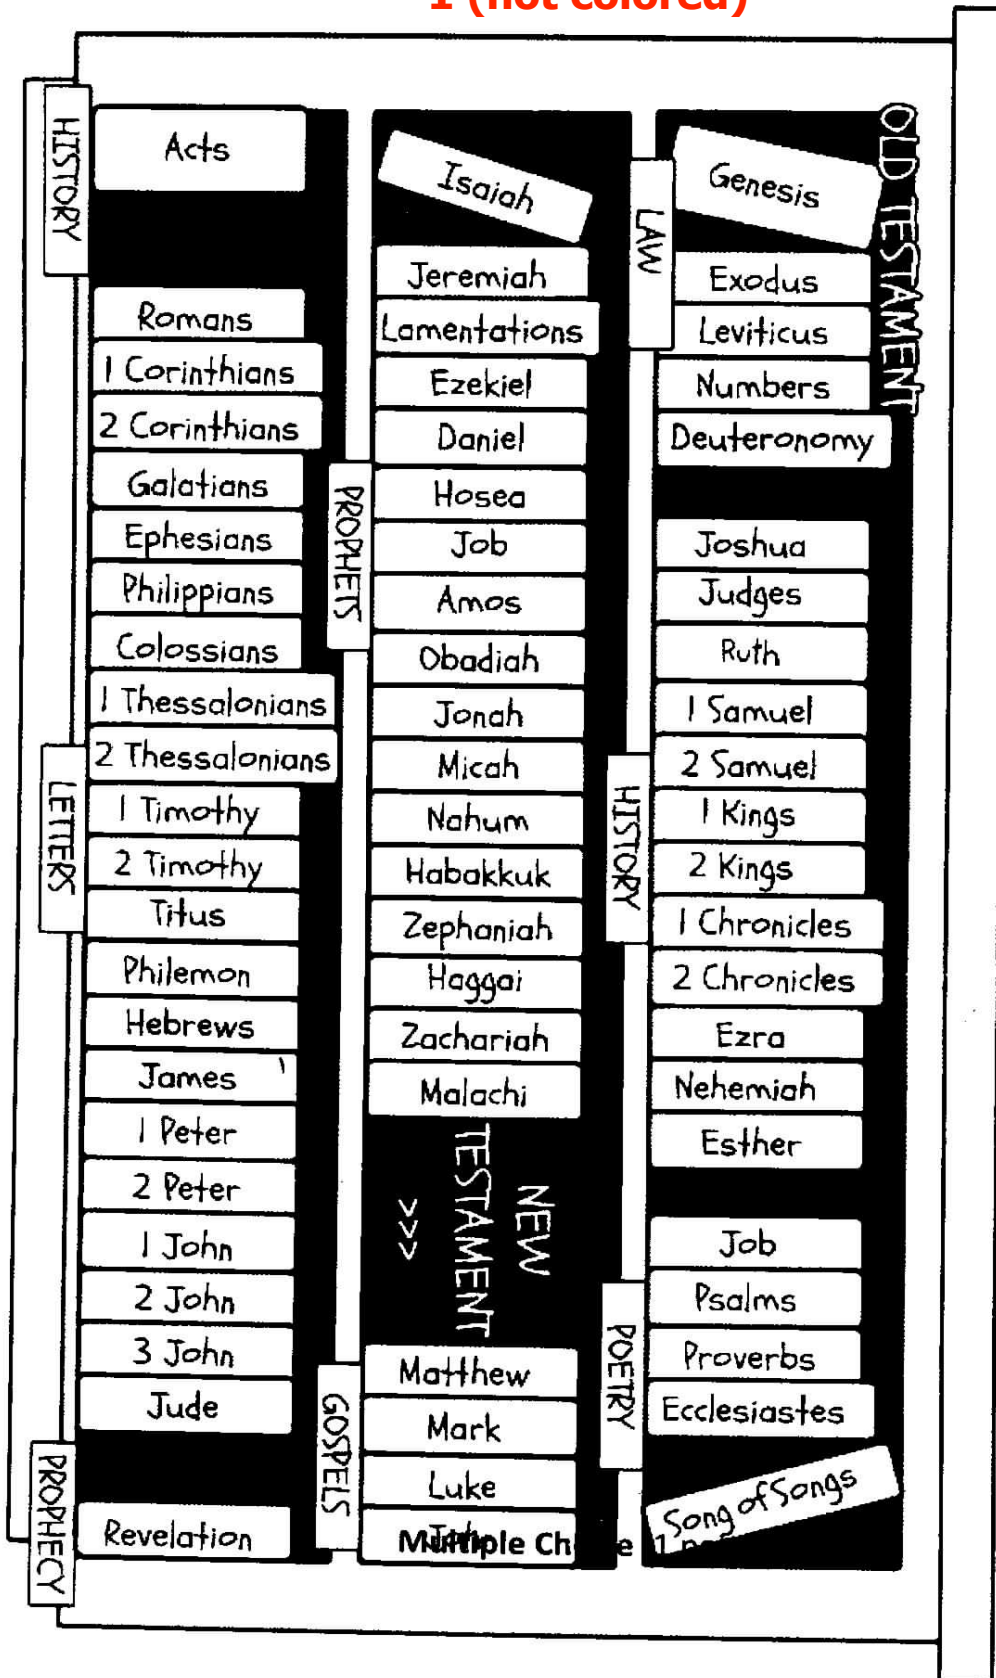 1 (not colored)
OLD TESTAMENT
LAW
Genesis
Exodus
Leviticus
Numbers
Deuteronomy
HISTORY
Joshua
Judges
Ruth
1 Samuel
2 Samuel
1 Kings
2 Kings
1 Chronicles
2 Chronicles
Ezra
Nehemiah
Esther
POETRY
Job
Psalms
Proverbs
Ecclesiastes
Song of Songs
PROPHETS
Isaiah
Jeremiah
Lamentations
Ezekiel
Daniel
Hosea
Job
Amos
Obadiah
Jonah
Micah
Nahum
Habakkuk
Zephaniah
Haggai
Zachariah
Malachi
NEW
TESTAMENT
>>>
GOSPELS
Matthew
Mark
Luke
Multiple
HISTORY
Acts
LETTERS
Romans
1 Corinthians
2 Corinthians
Galatians
Ephesians
Philippians
Colossians
1 Thessalonians
2 Thessalonians
1 Timothy
2 Timothy
Titus
Philemon
Hebrews
James
1 Peter
2 Peter
1 John
2 John
3 John
Jude
PROPHECY
Revelation